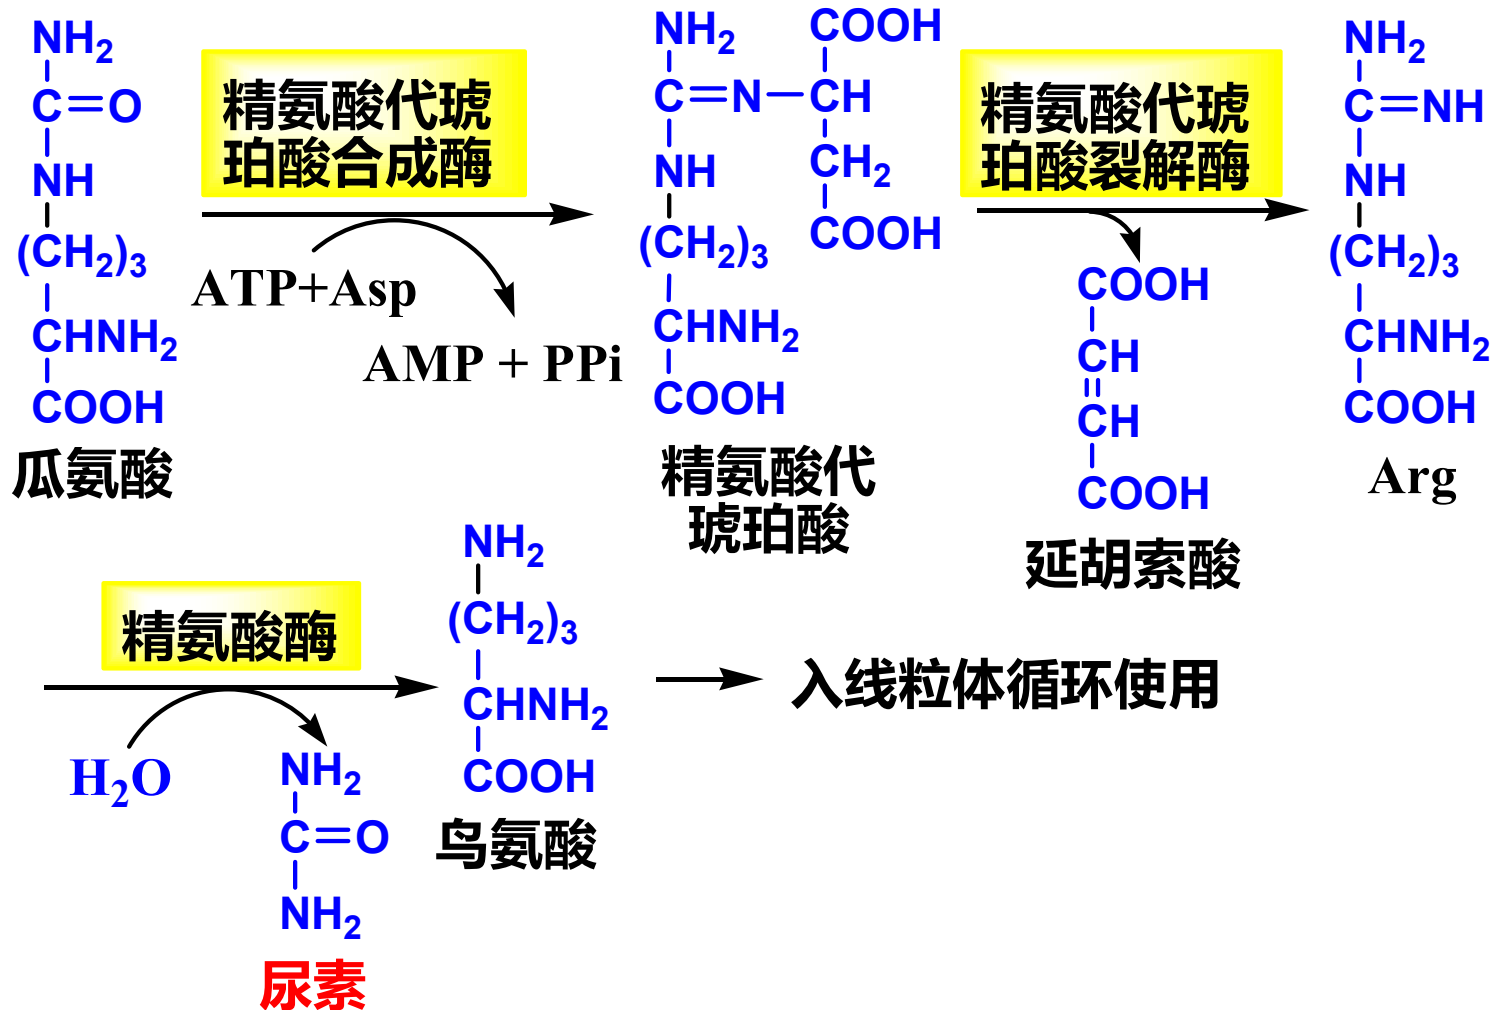 NH₂
C=O
NH
(CH₂)₃
CHNH₂
COOH
瓜氨酸
精氨酸代琥
珀酸合成酶
ATP+Asp
AMP + PPi
NH₂
C=N—CH
NH
(CH₂)₃
CHNH₂
COOH
COOH
CH₂
COOH
精氨酸代
琥珀酸
精氨酸代琥
珀酸裂解酶
COOH
CH
CH
COOH
延胡索酸
NH₂
C=NH
NH
(CH₂)₃
CHNH₂
COOH
Arg
精氨酸酶
H₂O
NH₂
C=O
NH₂
尿素
NH₂
(CH₂)₃
CHNH₂
COOH
鸟氨酸
入线粒体循环使用